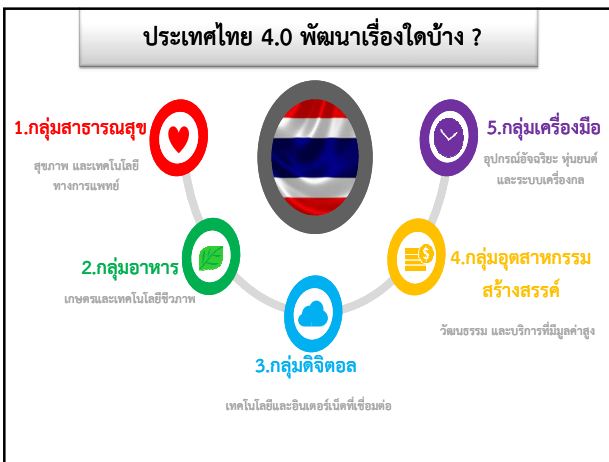 ประเทศไทย 4.0 พัฒนาเรื่องใดบ้าง ?
1.กลุ่มสาธารณสุข
สุขภาพ และเทคโนโลยี
ทางการแพทย์
2.กลุ่มอาหาร
เกษตรและเทคโนโลยีชีวภาพ
3.กลุ่มดิจิตอล
เทคโนโลยีและอินเตอร์เน็ตที่เชื่อมต่อ
4.กลุ่มอุตสาหกรรม
สร้างสรรค์
วัฒนธรรม และบริการที่มีมูลค่าสูง
5.กลุ่มเครื่องมือ
อุปกรณ์อัจฉริยะ หุ่นยนต์
และระบบเครื่องกล
$